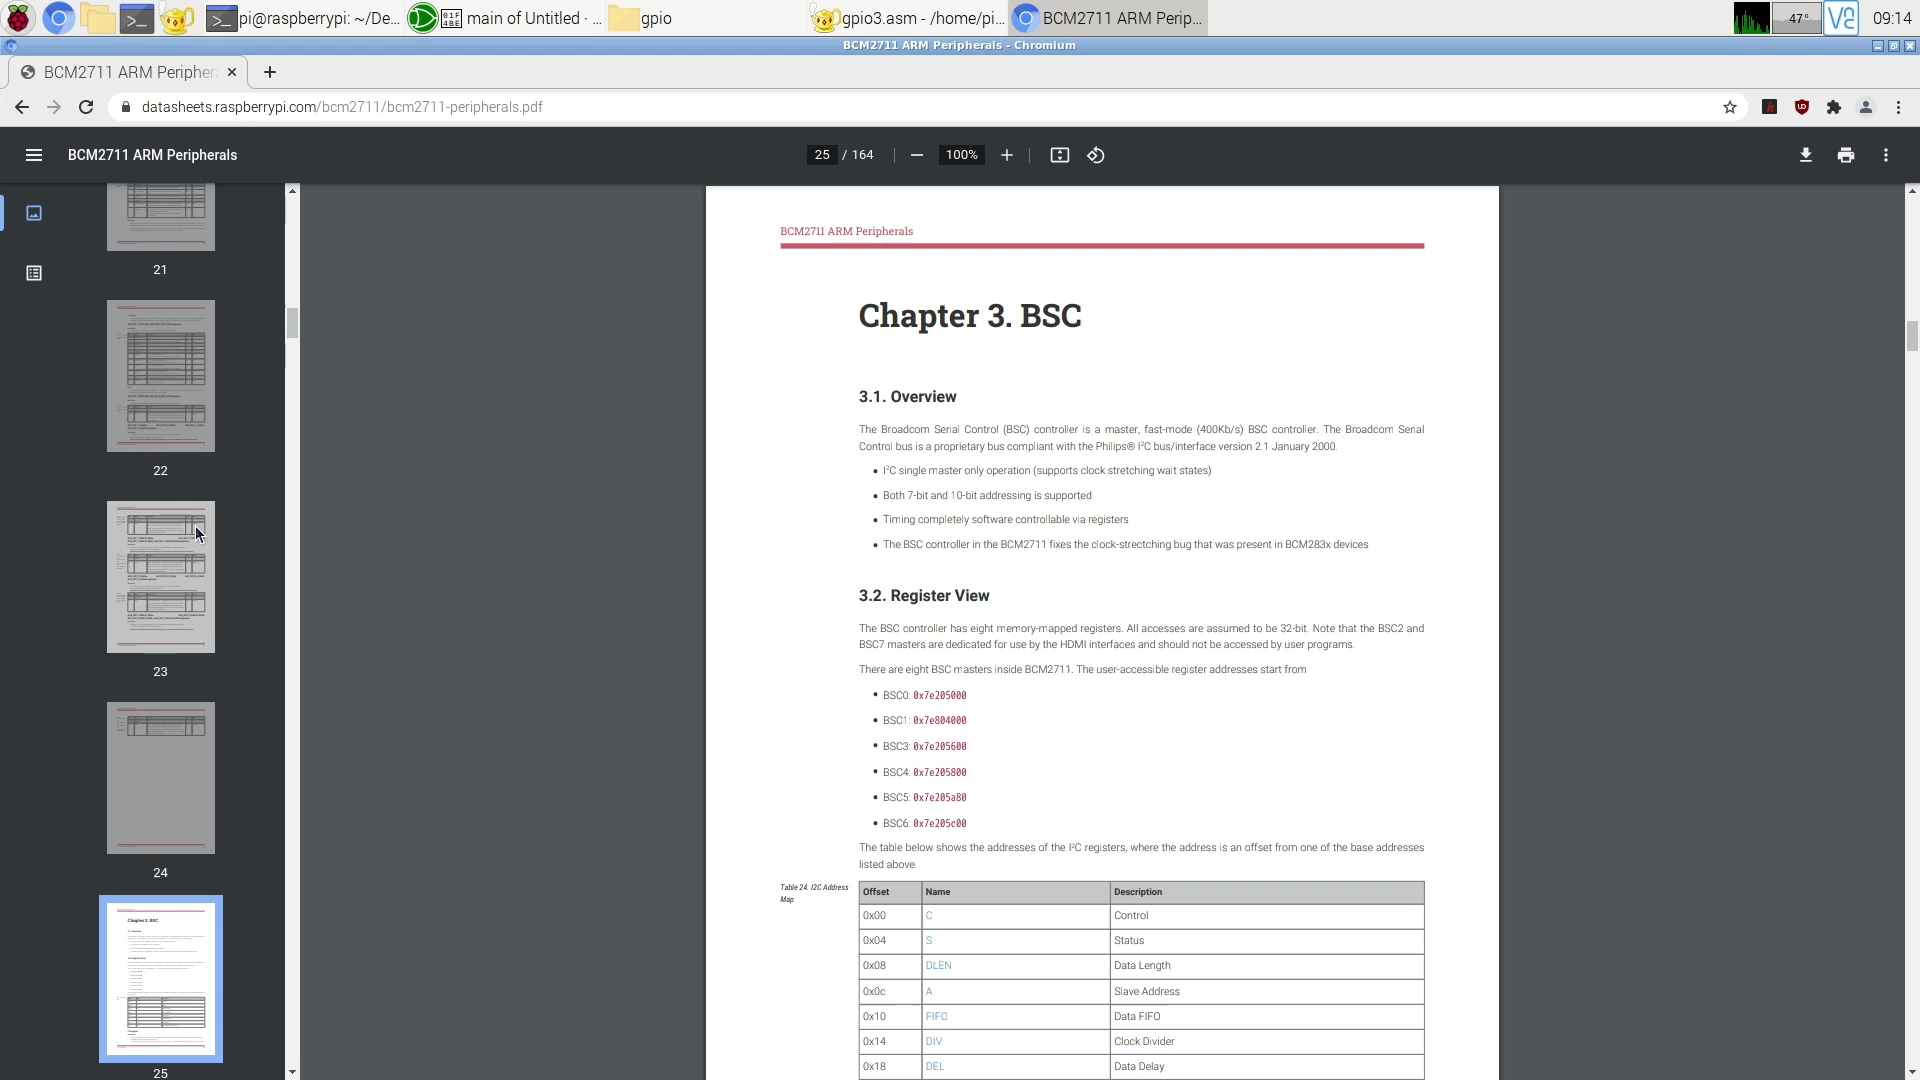 pi@raspberrypi: ~/De...
01F
4BE
main of Untitled · ...
gpio
gpio3.asm - /home/pi...
BCM2711 ARM Perip...
47°
V2
09:14
BCM2711 ARM Peripherals - Chromium
BCM2711 ARM Peripher
datasheets.raspberrypi.com/bcm2711/bcm2711-peripherals.pdf
BCM2711 ARM Peripherals
25 / 164
100%
21
22
23
24
25
BCM2711 ARM Peripherals
Chapter 3. BSC
3.1. Overview
The Broadcom Serial Control (BSC) controller is a master, fast-mode (400Kb/s) BSC controller. The Broadcom Serial
Control bus is a proprietary bus compliant with the Philips® I²C bus/interface version 2.1 January 2000.
• I²C single master only operation (supports clock stretching wait states)
• Both 7-bit and 10-bit addressing is supported
• Timing completely software controllable via registers
• The BSC controller in the BCM2711 fixes the clock-strectching bug that was present in BCM283x devices
3.2. Register View
The BSC controller has eight memory-mapped registers. All accesses are assumed to be 32-bit. Note that the BSC2 and
BSC7 masters are dedicated for use by the HDMI interfaces and should not be accessed by user programs.
There are eight BSC masters inside BCM2711. The user-accessible register addresses start from
• BSC0: 0x7e205000
• BSC1: 0x7e804000
• BSC3: 0x7e205600
• BSC4: 0x7e205800
• BSC5: 0x7e205a80
• BSC6: 0x7e205c00
The table below shows the addresses of the I²C registers, where the address is an offset from one of the base addresses
listed above.
Table 24. I2C Address
Map
Offset Name Description
0x00 C Control
0x04 S Status
0x08 DLEN Data Length
0x0c A Slave Address
0x10 FIFO Data FIFO
0x14 DIV Clock Divider
0x18 DEL Data Delay